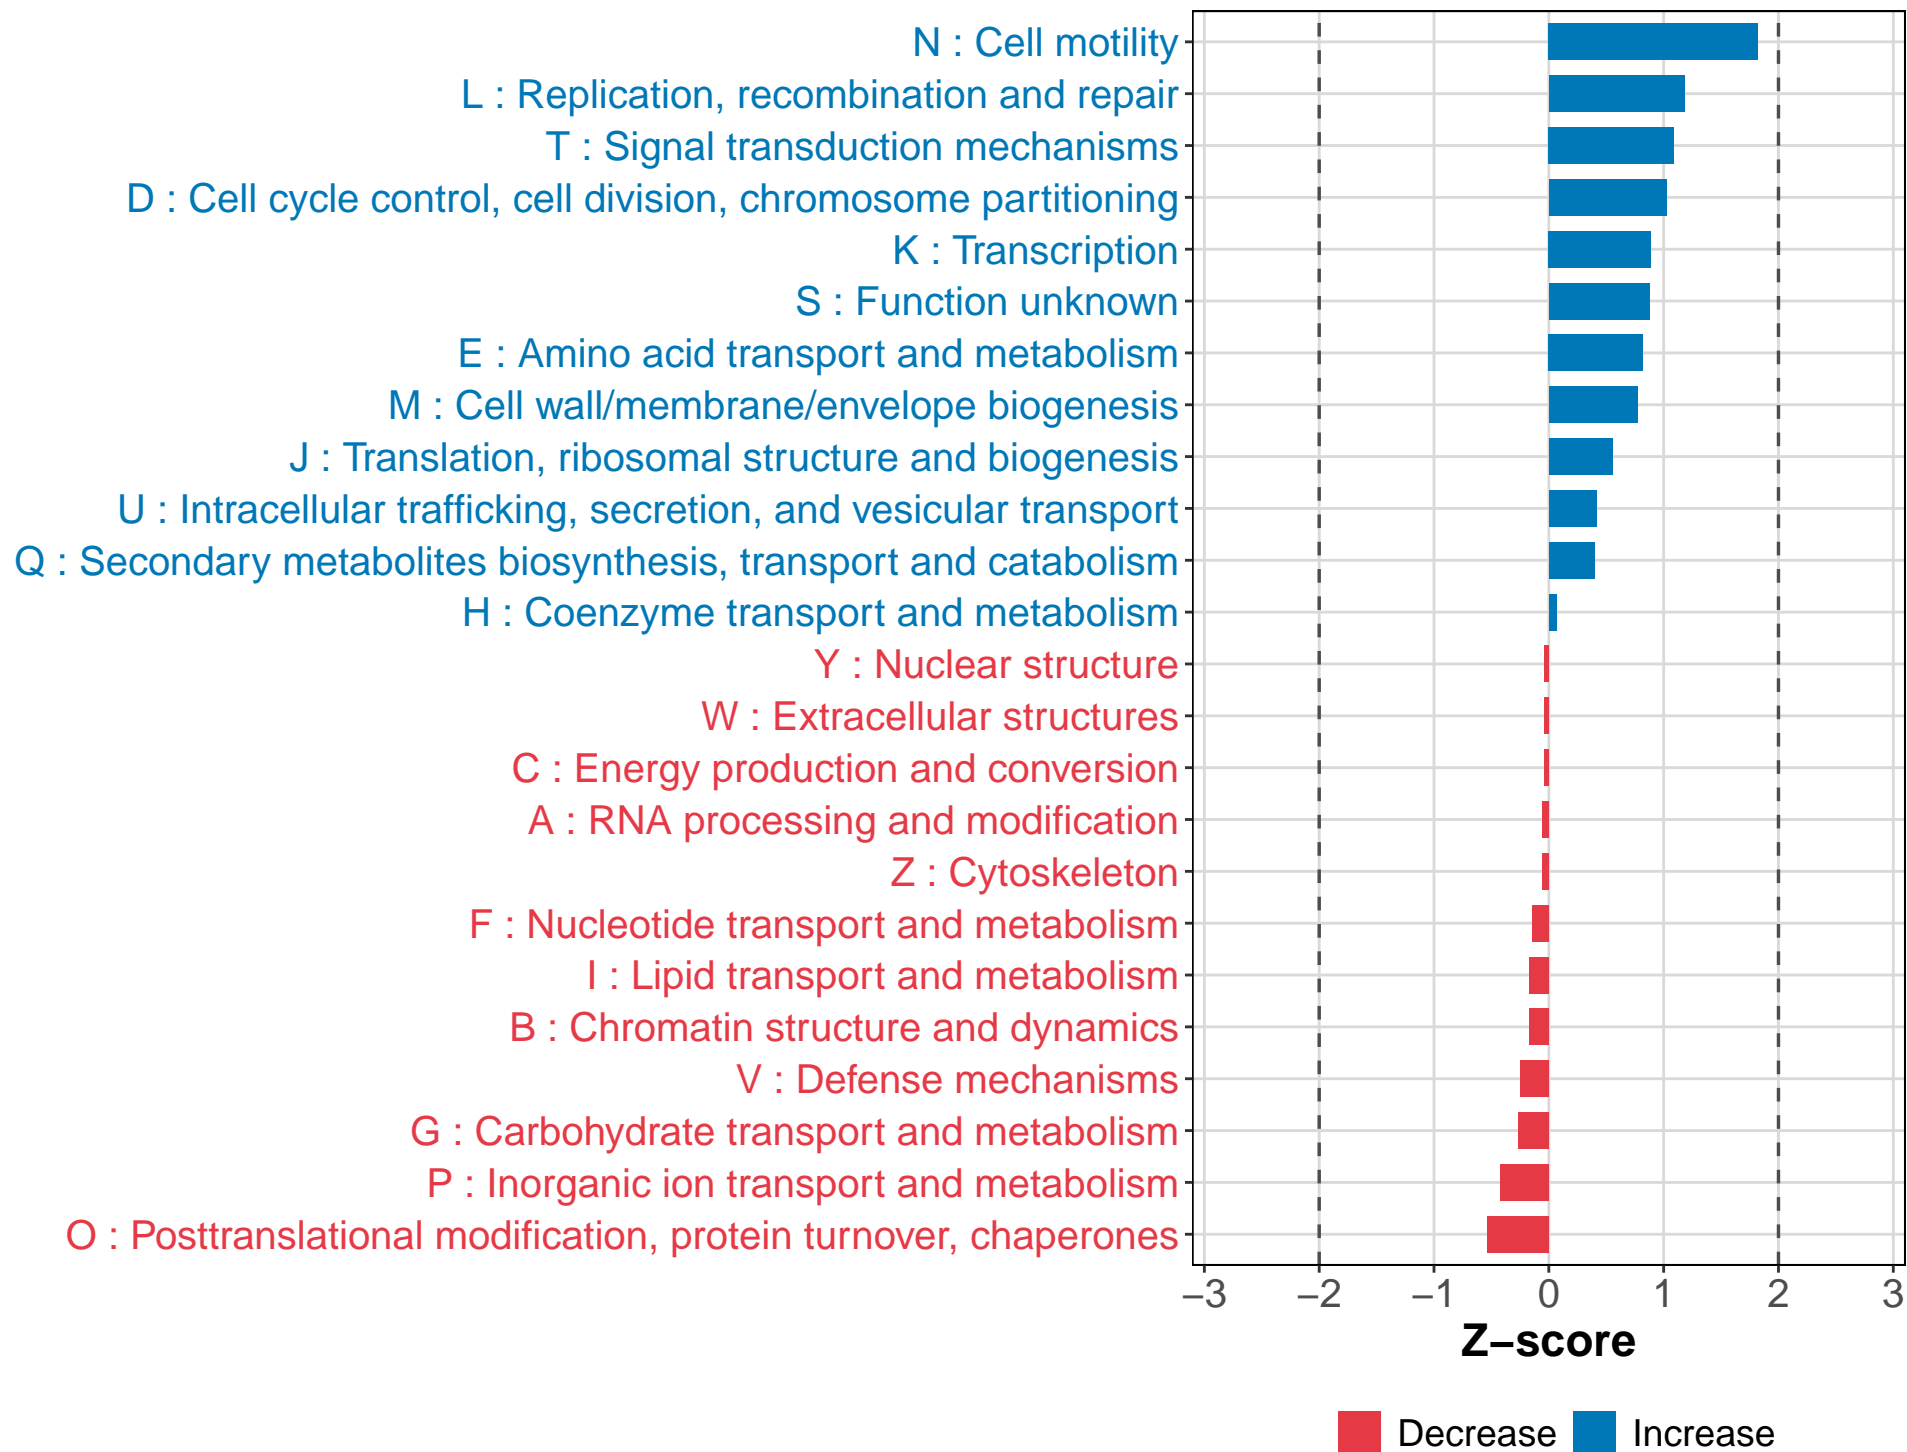 N : Cell motility
L : Replication, recombination and repair
T : Signal transduction mechanisms
D : Cell cycle control, cell division, chromosome partitioning
K : Transcription
S : Function unknown
E : Amino acid transport and metabolism
M : Cell wall/membrane/envelope biogenesis
J : Translation, ribosomal structure and biogenesis
U : Intracellular trafficking, secretion, and vesicular transport
Q : Secondary metabolites biosynthesis, transport and catabolism
H : Coenzyme transport and metabolism
Y : Nuclear structure
W : Extracellular structures
C : Energy production and conversion
A : RNA processing and modification
Z : Cytoskeleton
F : Nucleotide transport and metabolism
I : Lipid transport and metabolism
B : Chromatin structure and dynamics
V : Defense mechanisms
G : Carbohydrate transport and metabolism
P : Inorganic ion transport and metabolism
O : Posttranslational modification, protein turnover, chaperones
−3 −2 −1 0 1 2 3
Z−score
Decrease Increase